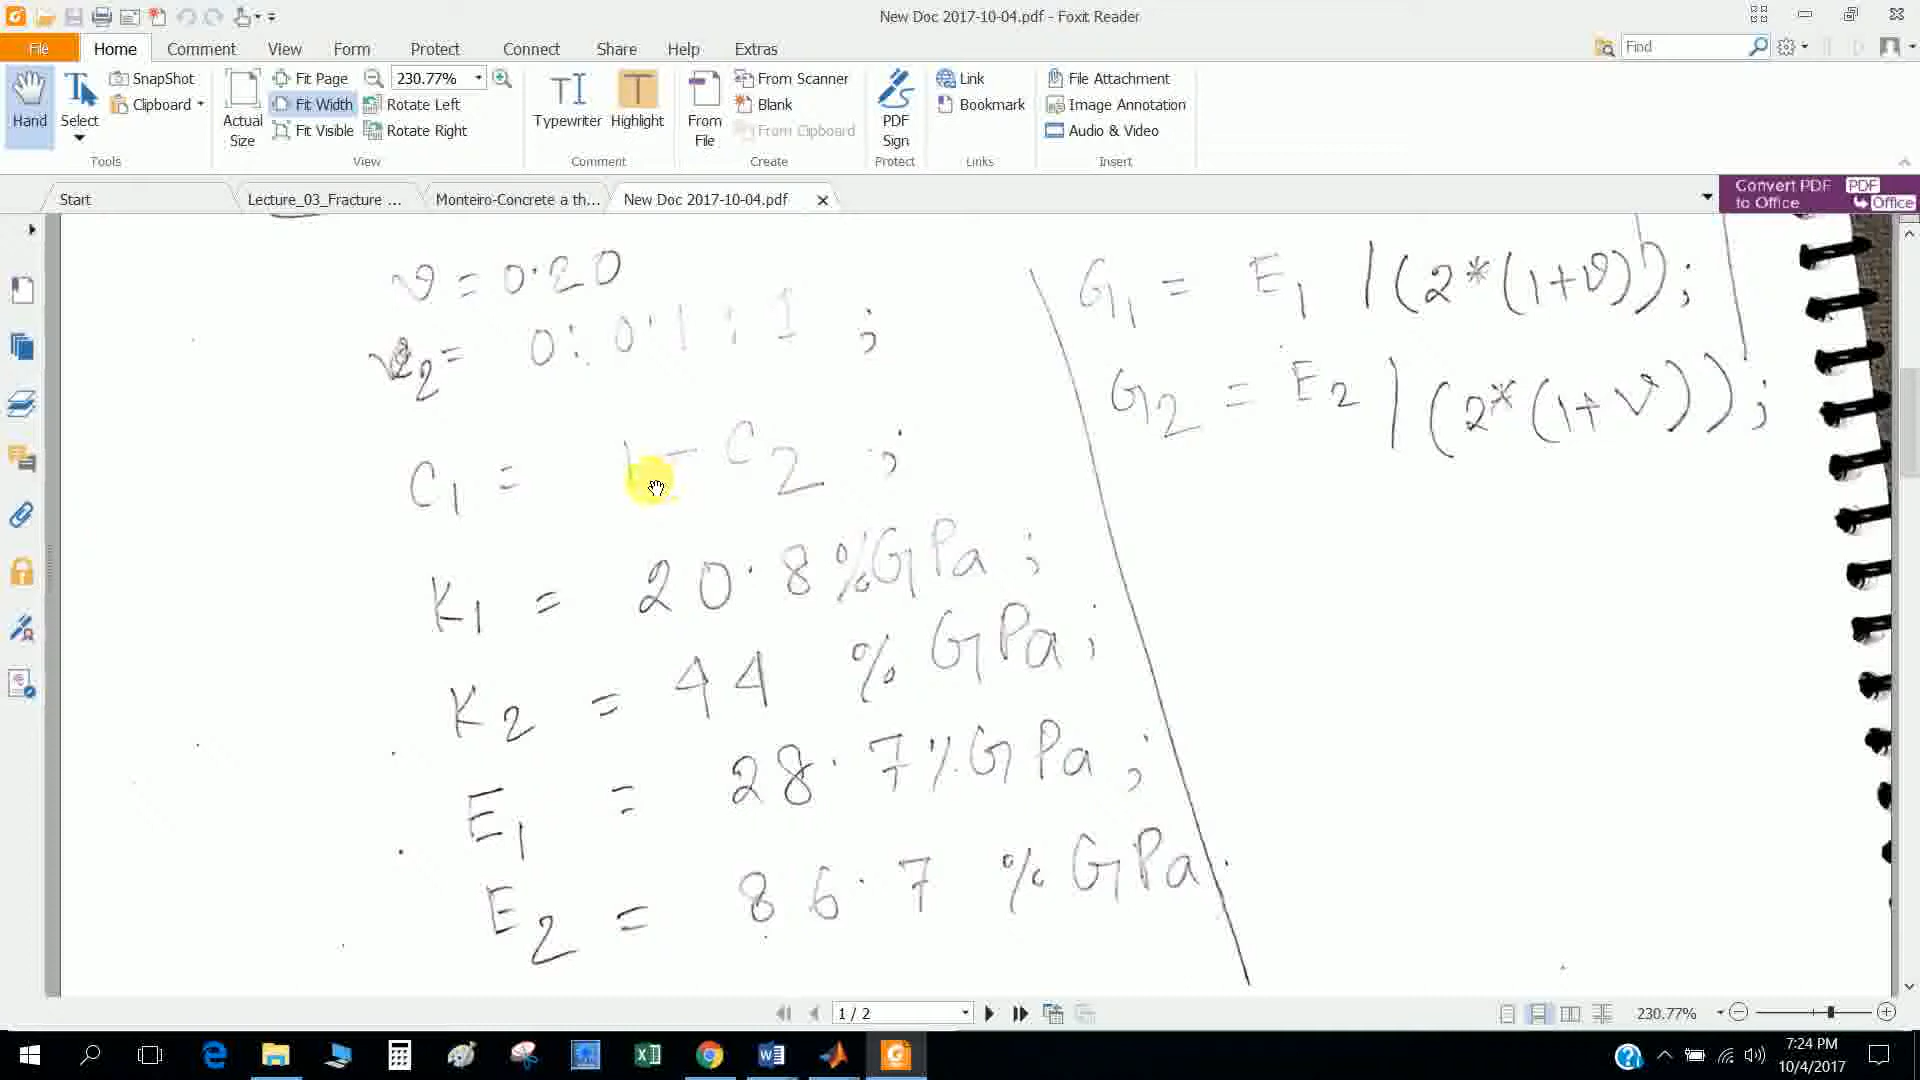 New Doc 2017-10-04.pdf - Foxit Reader
File Home Comment View Form Protect Connect Share Help Extras
Find
Hand
Select
SnapShot
Clipboard
Tools
Actual Size
Fit Page
Fit Width
Fit Visible
230.77%
Rotate Left
Rotate Right
View
Typewriter
Highlight
Comment
From File
From Scanner
Blank
From Clipboard
Create
PDF Sign
Protect
Link
Bookmark
Links
File Attachment
Image Annotation
Audio & Video
Insert
Start
Lecture_03_Fracture ...
Monteiro-Concrete a th...
New Doc 2017-10-04.pdf
Convert PDF to Office
PDF
Office
ϑ = 0.20
2 = 0:0.1:1 ;
C1 = 1 - C2 ;
K1 = 20.8 %GPa ;
K2 = 44 % GPa ;
E1 = 28.7 % GPa ;
E2 = 86.7 % GPa .
G1 = E1 / (2*(1+ϑ)) ;
G2 = E2 / (2*(1+ϑ)) ;
1 / 2
230.77%
7:24 PM
10/4/2017